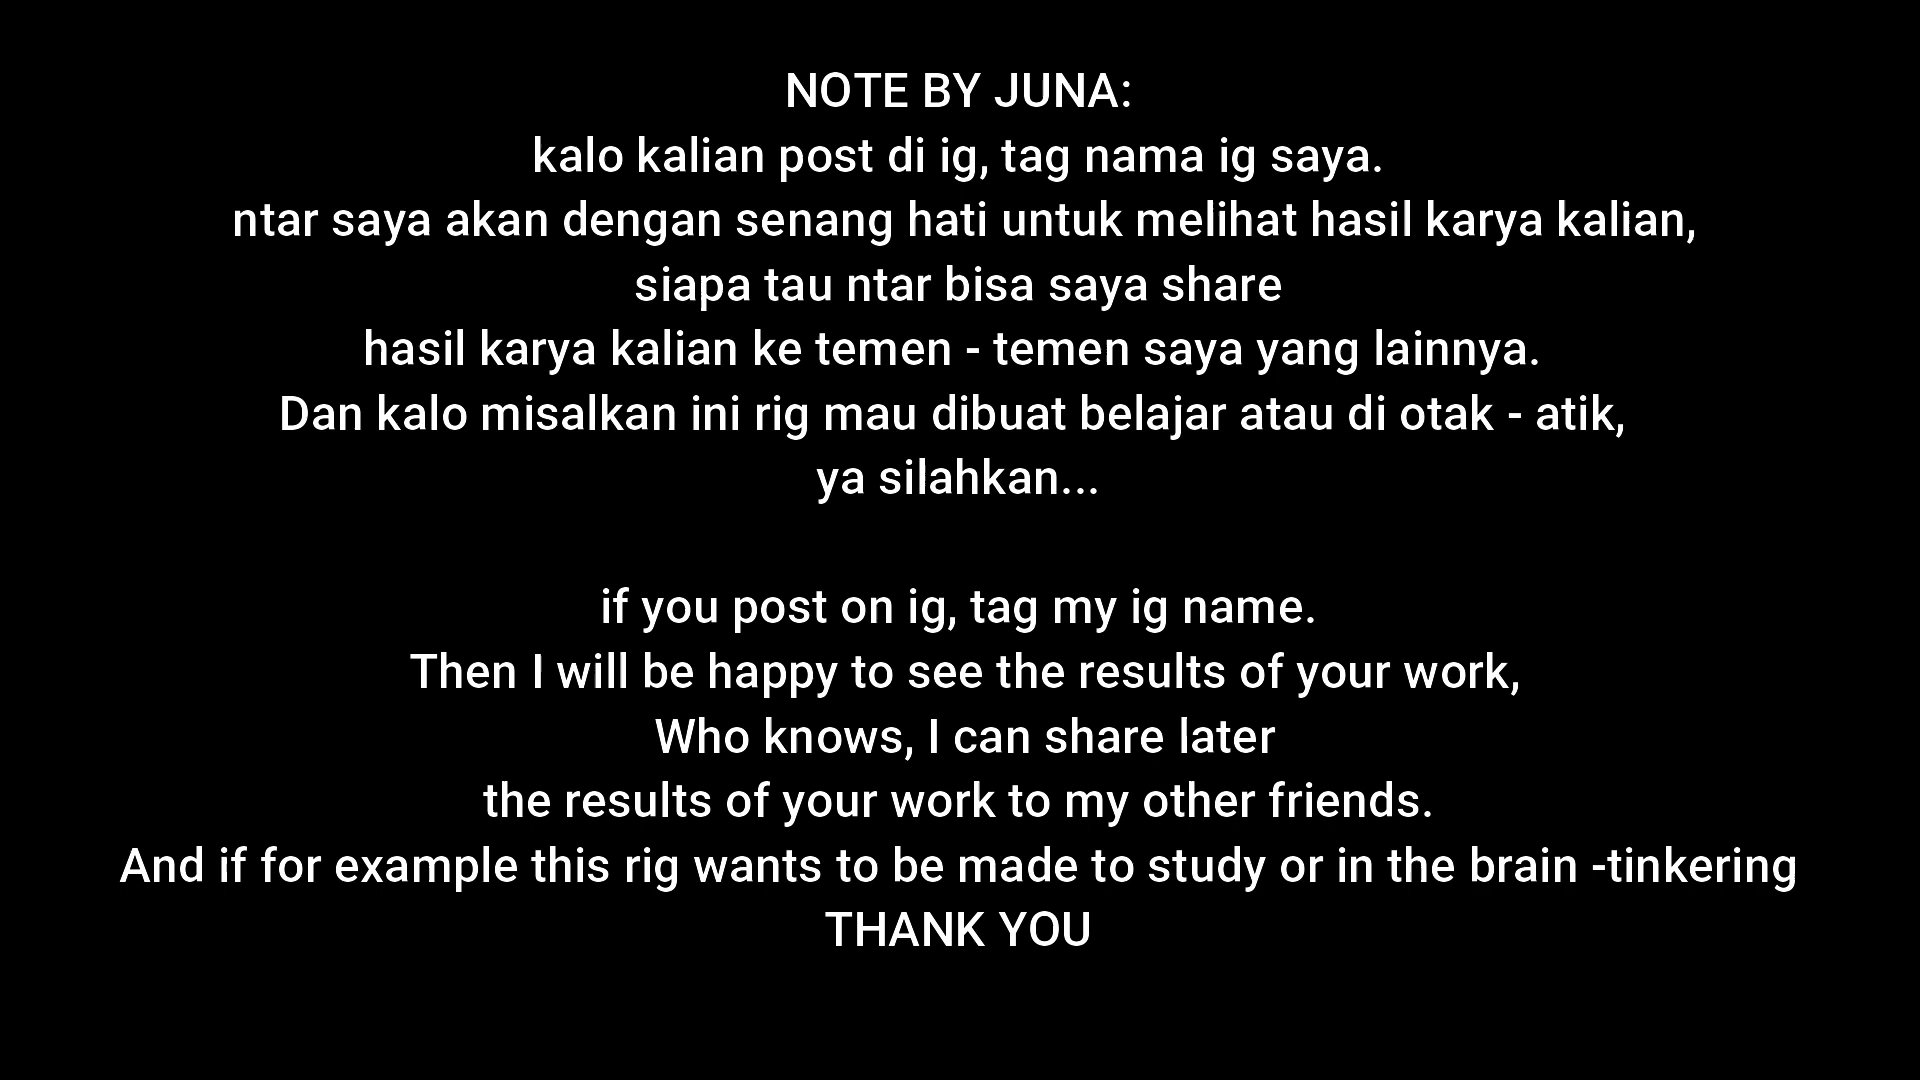 NOTE BY JUNA:
kalo kalian post di ig, tag nama ig saya.
ntar saya akan dengan senang hati untuk melihat hasil karya kalian,
siapa tau ntar bisa saya share
hasil karya kalian ke temen - temen saya yang lainnya.
Dan kalo misalkan ini rig mau dibuat belajar atau di otak - atik,
ya silahkan...
if you post on ig, tag my ig name.
Then I will be happy to see the results of your work,
Who knows, I can share later
the results of your work to my other friends.
And if for example this rig wants to be made to study or in the brain -tinkering
THANK YOU